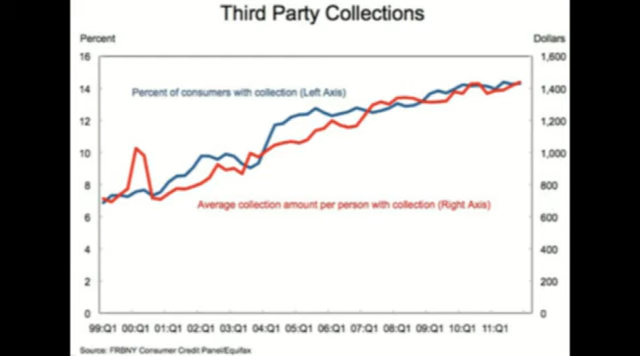 Third Party Collections
Percent Dollars
16 1,600
14 1,400
12 1,200
10 1,000
8 800
6 600
4 400
2 200
0 0
Percent of consumers with collection (Left Axis)
Average collection amount per person with collection (Right Axis)
99:Q1 00:Q1 01:Q1 02:Q1 03:Q1 04:Q1 05:Q1 06:Q1 07:Q1 08:Q1 09:Q1 10:Q1 11:Q1
Source: FRBNY Consumer Credit Panel/Equifax